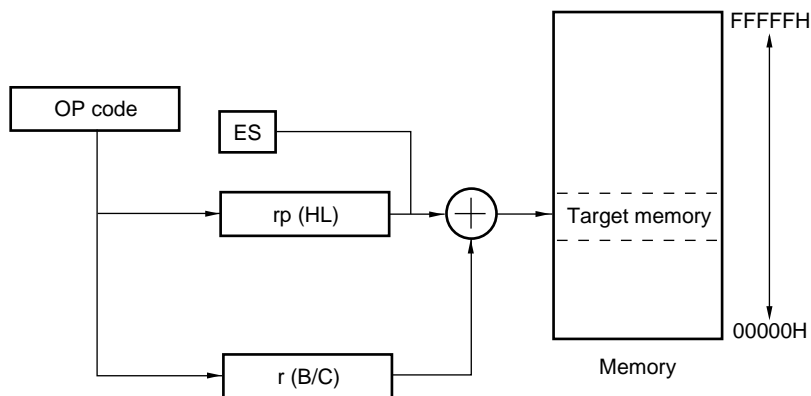 FFFFFH
OP code
ES
rp (HL)
Target memory
r (B/C)
00000H
Memory